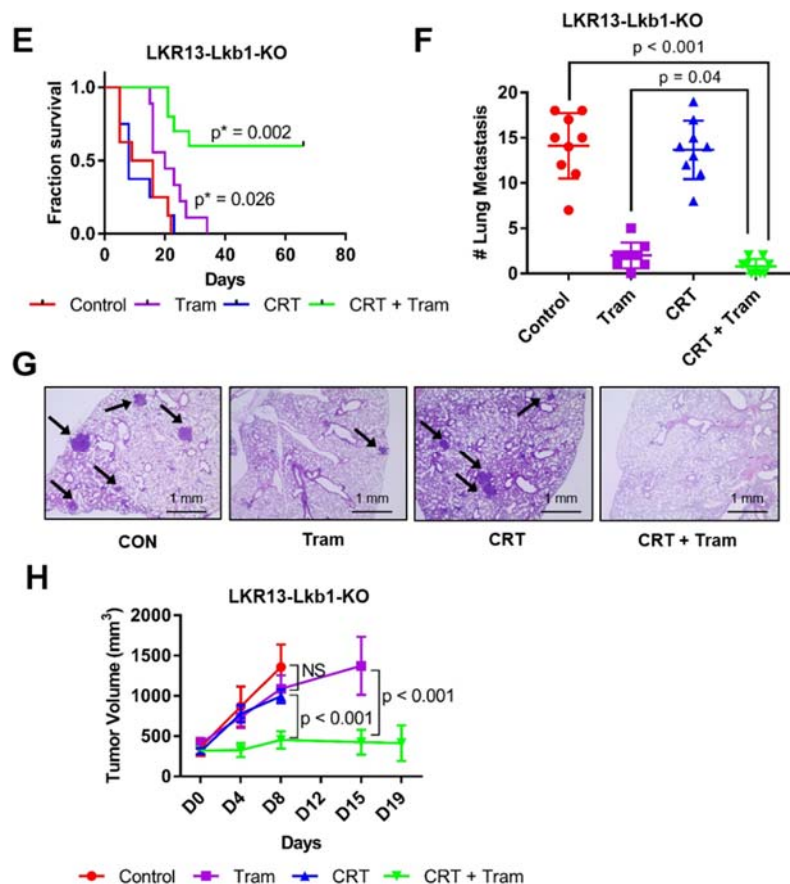 E
LKR13-Lkb1-KO
Fraction survival
1.0
0.5
0.0
p* = 0.002
p* = 0.026
0 20 40 60 80
Days
Control Tram CRT CRT + Tram
F
LKR13-Lkb1-KO
p < 0.001
p = 0.04
# Lung Metastasis
20
15
10
5
0
Control
Tram
CRT
CRT + Tram
G
1 mm
1 mm
1 mm
1 mm
CON
Tram
CRT
CRT + Tram
H
LKR13-Lkb1-KO
Tumor Volume (mm³)
2000
1500
1000
500
0
NS
p < 0.001
p < 0.001
D0 D4 D8 D12 D15 D19
Days
Control Tram CRT CRT + Tram